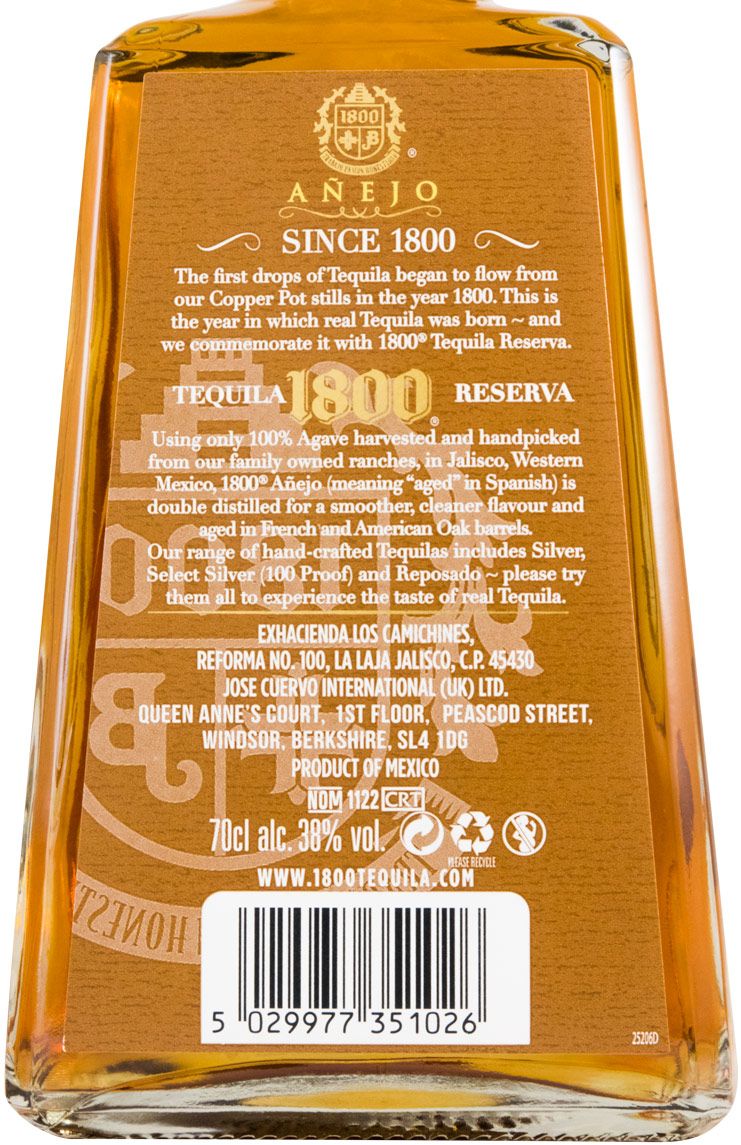 1800
B
AÑEJO
SINCE 1800
The first drops of Tequila began to flow from
our Copper Pot stills in the year 1800. This is
the year in which real Tequila was born ~ and
we commemorate it with 1800® Tequila Reserva.
TEQUILA 1800® RESERVA
Using only 100% Agave harvested and handpicked
from our family owned ranches, in Jalisco, Western
Mexico, 1800® Añejo (meaning "aged" in Spanish) is
double distilled for a smoother, cleaner flavour and
aged in French and American Oak barrels.
Our range of hand-crafted Tequilas includes Silver,
Select Silver (100 Proof) and Reposado ~ please try
them all to experience the taste of real Tequila.
EXHACIENDA LOS CAMICHINES,
REFORMA NO. 100, LA LAJA JALISCO, C.P. 45430
JOSE CUERVO INTERNATIONAL (UK) LTD.
QUEEN ANNE'S COURT, 1ST FLOOR, PEASCOD STREET,
WINDSOR, BERKSHIRE, SL4 1DG
PRODUCT OF MEXICO
NOM 1122 CRT
70cl alc. 38% vol.
PLEASE RECYCLE
WWW.1800TEQUILA.COM
HONEST
5 029977 351026
25206D